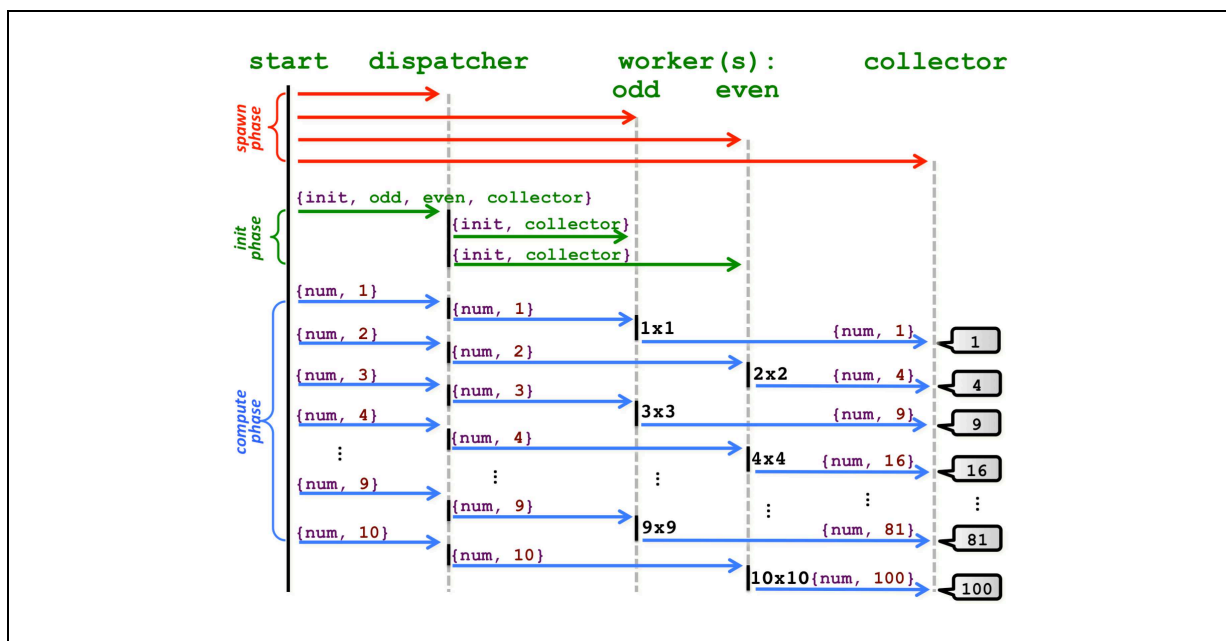 start dispatcher worker(s): collector
odd even
spawn
phase
{init, odd, even, collector}
init
phase
{init, collector}
{init, collector}
compute
phase
{num, 1}
{num, 1}
1x1 {num, 1} 1
{num, 2}
{num, 2}
2x2 {num, 4} 4
{num, 3}
{num, 3}
3x3 {num, 9} 9
{num, 4}
{num, 4}
4x4 {num, 16} 16
⋮ ⋮ ⋮ ⋮ ⋮ ⋮
{num, 9}
{num, 9}
9x9 {num, 81} 81
{num, 10}
{num, 10}
10x10 {num, 100} 100